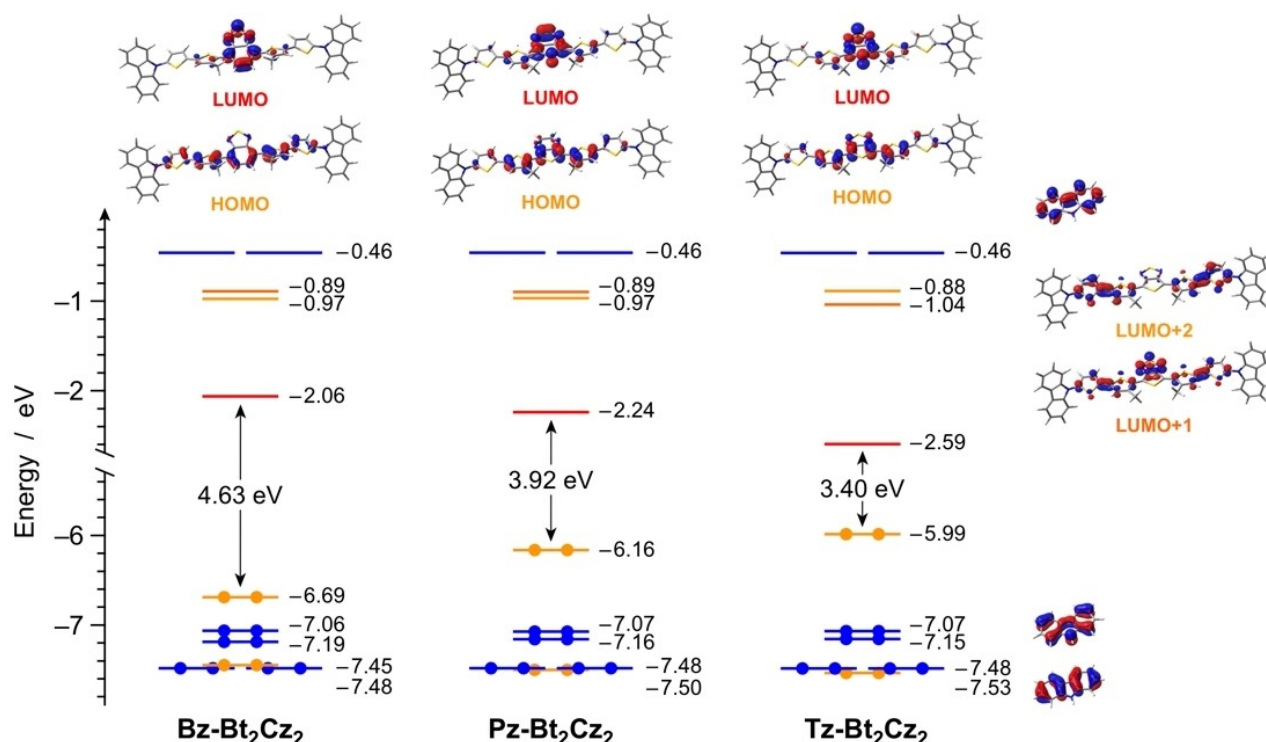 LUMO
LUMO
LUMO
HOMO
HOMO
HOMO
Energy / eV
−1
−2
−6
−7
−0.46
−0.89
−0.97
−2.06
4.63 eV
−6.69
−7.06
−7.19
−7.45
−7.48
Bz-Bt₂Cz₂
−0.46
−0.89
−0.97
−2.24
3.92 eV
−6.16
−7.07
−7.16
−7.48
−7.50
Pz-Bt₂Cz₂
−0.46
−0.88
−1.04
−2.59
3.40 eV
−5.99
−7.07
−7.15
−7.48
−7.53
Tz-Bt₂Cz₂
LUMO+2
LUMO+1